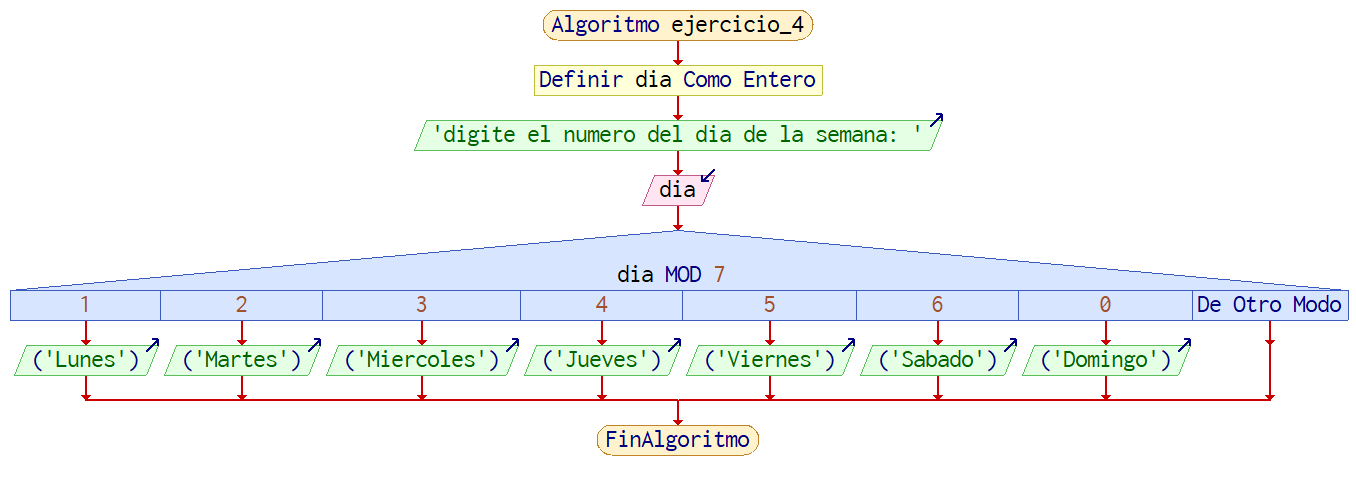 Algoritmo ejercicio_4
Definir dia Como Entero
'digite el numero del dia de la semana: '
dia
dia MOD 7
1 2 3 4 5 6 0 De Otro Modo
('Lunes') ('Martes') ('Miercoles') ('Jueves') ('Viernes') ('Sabado') ('Domingo')
FinAlgoritmo